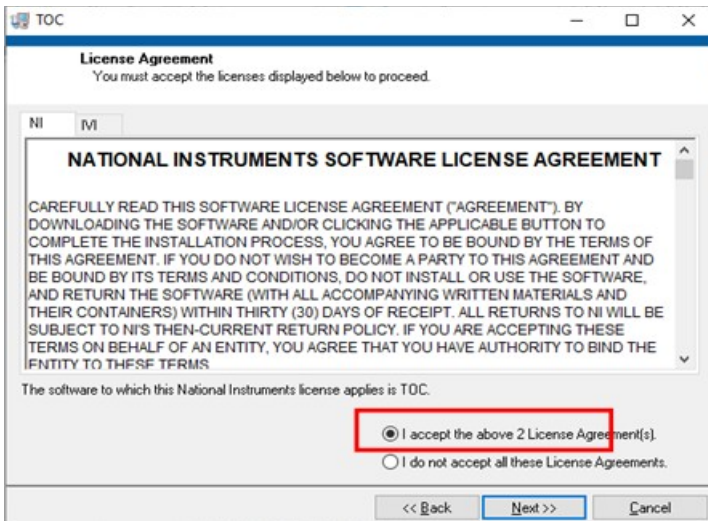 TOC
License Agreement
You must accept the licenses displayed below to proceed.
NI IVI
NATIONAL INSTRUMENTS SOFTWARE LICENSE AGREEMENT
CAREFULLY READ THIS SOFTWARE LICENSE AGREEMENT ("AGREEMENT"). BY
DOWNLOADING THE SOFTWARE AND/OR CLICKING THE APPLICABLE BUTTON TO
COMPLETE THE INSTALLATION PROCESS, YOU AGREE TO BE BOUND BY THE TERMS OF
THIS AGREEMENT. IF YOU DO NOT WISH TO BECOME A PARTY TO THIS AGREEMENT AND
BE BOUND BY ITS TERMS AND CONDITIONS, DO NOT INSTALL OR USE THE SOFTWARE,
AND RETURN THE SOFTWARE (WITH ALL ACCOMPANYING WRITTEN MATERIALS AND
THEIR CONTAINERS) WITHIN THIRTY (30) DAYS OF RECEIPT. ALL RETURNS TO NI WILL BE
SUBJECT TO NI'S THEN-CURRENT RETURN POLICY. IF YOU ARE ACCEPTING THESE
TERMS ON BEHALF OF AN ENTITY, YOU AGREE THAT YOU HAVE AUTHORITY TO BIND THE
ENTITY TO THESE TERMS
The software to which this National Instruments license applies is TOC.
I accept the above 2 License Agreement(s).
I do not accept all these License Agreements.
<< Back Next >> Cancel